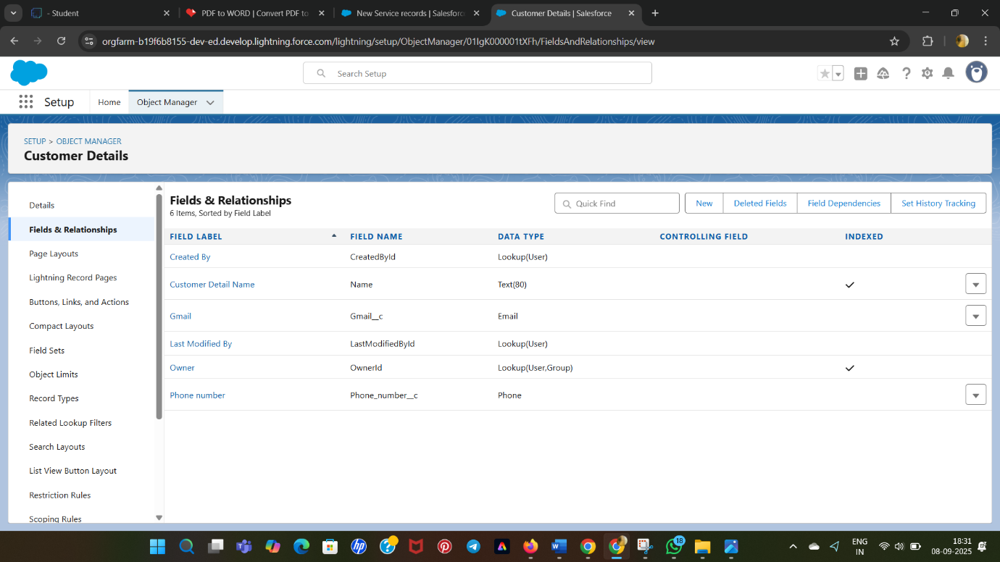 - Student
PDF to WORD | Convert PDF to
New Service records | Salesforc
Customer Details | Salesforce
orgfarm-b19f6b8155-dev-ed.develop.lightning.force.com/lightning/setup/ObjectManager/01IgK000001tXFh/FieldsAndRelationships/view
Search Setup
Setup
Home
Object Manager
SETUP > OBJECT MANAGER
Customer Details
Details
Fields & Relationships
Page Layouts
Lightning Record Pages
Buttons, Links, and Actions
Compact Layouts
Field Sets
Object Limits
Record Types
Related Lookup Filters
Search Layouts
List View Button Layout
Restriction Rules
Scoping Rules
Fields & Relationships
6 Items, Sorted by Field Label
Quick Find
New
Deleted Fields
Field Dependencies
Set History Tracking
FIELD LABEL FIELD NAME DATA TYPE CONTROLLING FIELD INDEXED
Created By CreatedById Lookup(User)
Customer Detail Name Name Text(80)
Gmail Gmail__c Email
Last Modified By LastModifiedById Lookup(User)
Owner OwnerId Lookup(User,Group)
Phone number Phone_number__c Phone
18
ENG
IN
18:31
08-09-2025